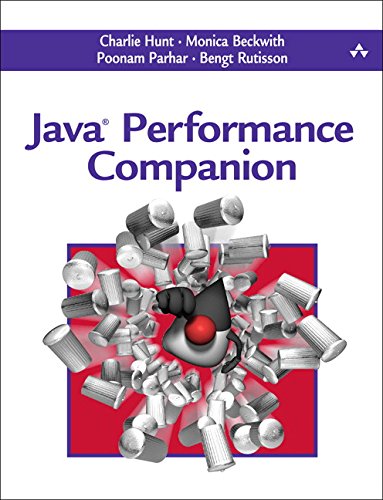 Charlie Hunt · Monica Beckwith
Poonam Parhar · Bengt Rutisson
Java® Performance
Companion